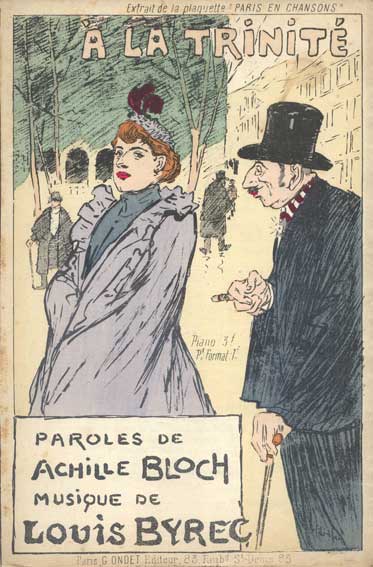 Extrait de la plaquette "PARIS EN CHANSONS"
À LA TRINITÉ
Piano 3f
Pt Format 1f
PAROLES DE
ACHILLE BLOCH
MUSIQUE DE
LOUIS BYREC
Paris, G. ONDET Editeur, 83, Faubg St-Denis, 83